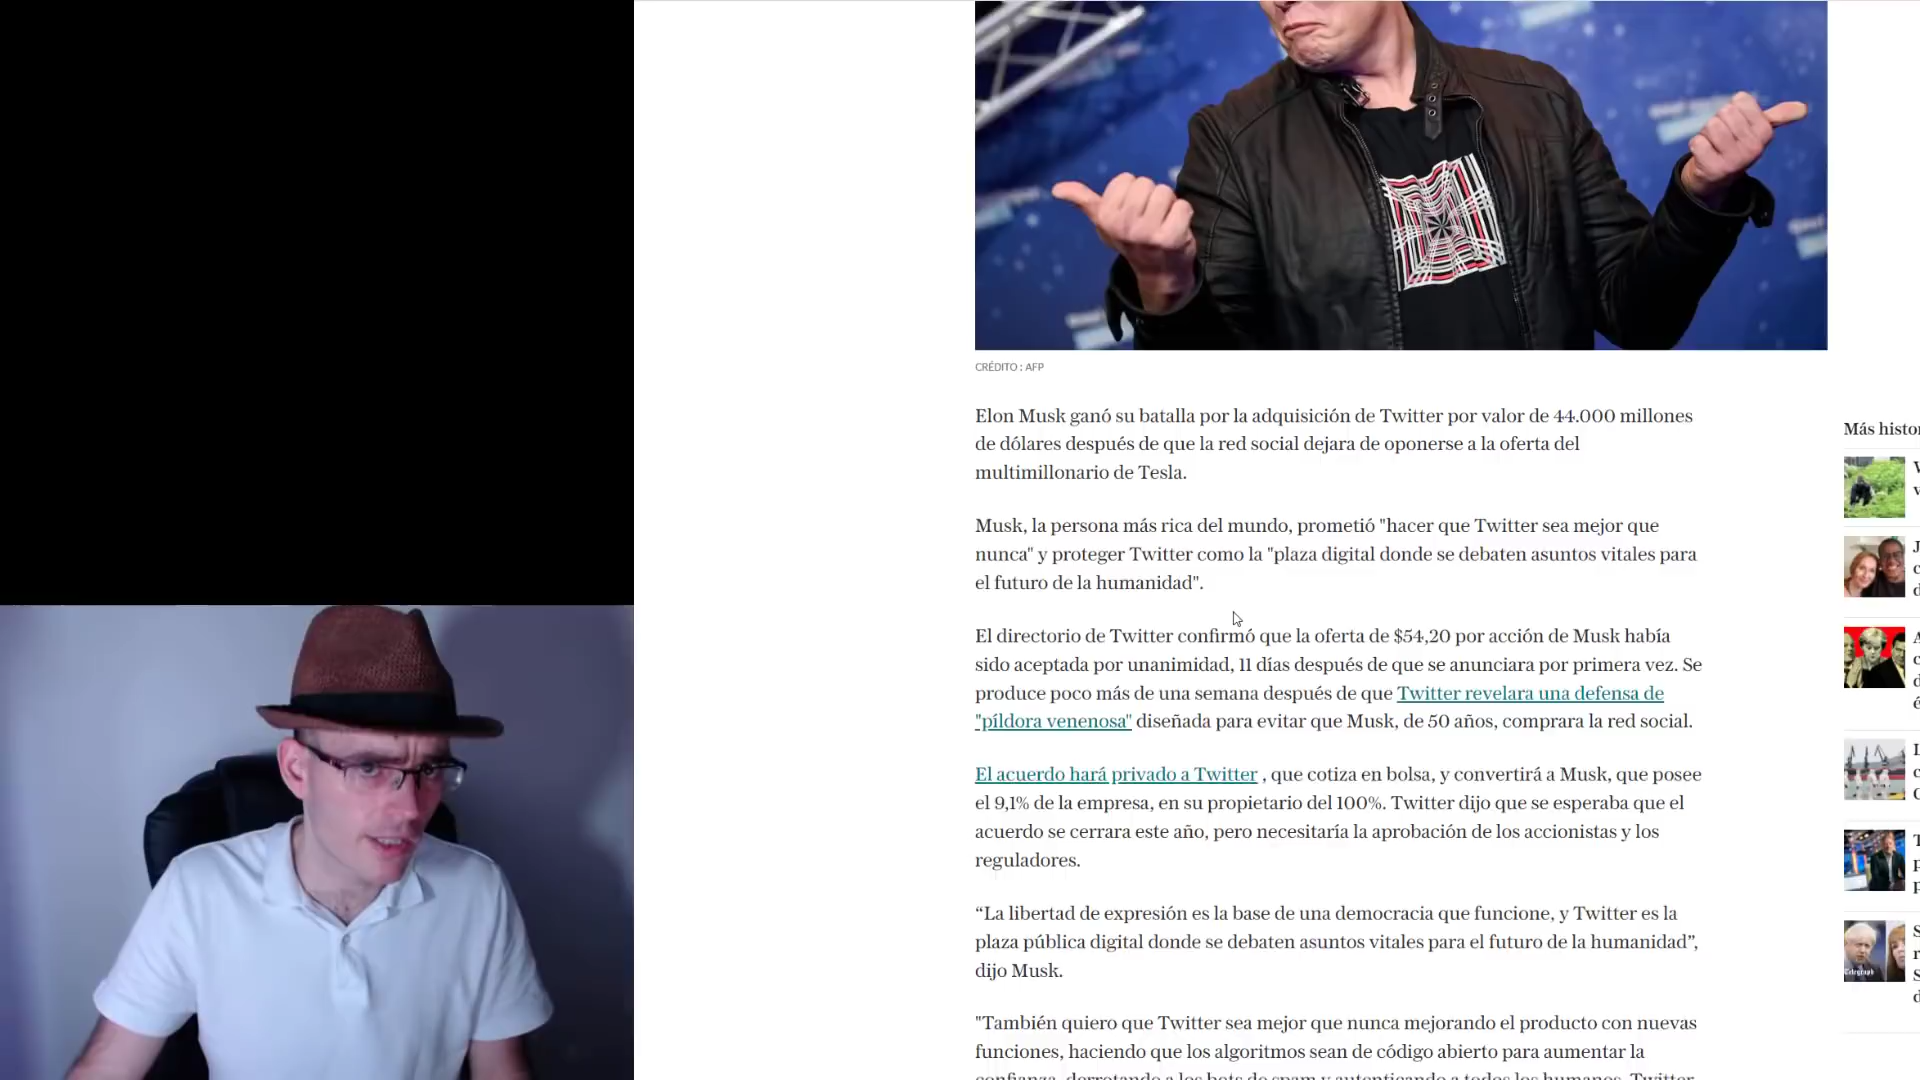 CRÉDITO : AFP
Elon Musk ganó su batalla por la adquisición de Twitter por valor de 44.000 millones
de dólares después de que la red social dejara de oponerse a la oferta del
multimillonario de Tesla.
Musk, la persona más rica del mundo, prometió "hacer que Twitter sea mejor que
nunca" y proteger Twitter como la "plaza digital donde se debaten asuntos vitales para
el futuro de la humanidad".
El directorio de Twitter confirmó que la oferta de $54,20 por acción de Musk había
sido aceptada por unanimidad, 11 días después de que se anunciara por primera vez. Se
produce poco más de una semana después de que Twitter revelara una defensa de
"píldora venenosa" diseñada para evitar que Musk, de 50 años, comprara la red social.
El acuerdo hará privado a Twitter , que cotiza en bolsa, y convertirá a Musk, que posee
el 9,1% de la empresa, en su propietario del 100%. Twitter dijo que se esperaba que el
acuerdo se cerrara este año, pero necesitaría la aprobación de los accionistas y los
reguladores.
“La libertad de expresión es la base de una democracia que funcione, y Twitter es la
plaza pública digital donde se debaten asuntos vitales para el futuro de la humanidad”,
dijo Musk.
"También quiero que Twitter sea mejor que nunca mejorando el producto con nuevas
funciones, haciendo que los algoritmos sean de código abierto para aumentar la
confianza, derrotando a los bots de spam y autenticando a todos los humanos. Twitter
Más